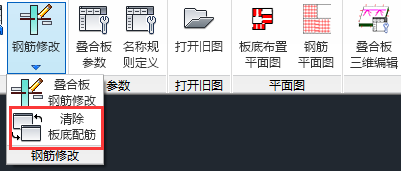 钢筋修改
叠合板
参数
名称规
则定义
打开旧图
板底布置
平面图
钢筋
平面图
叠合板
三维编辑
参数
打开旧图
平面图
叠合板
钢筋修改
清除
板底配筋
钢筋修改